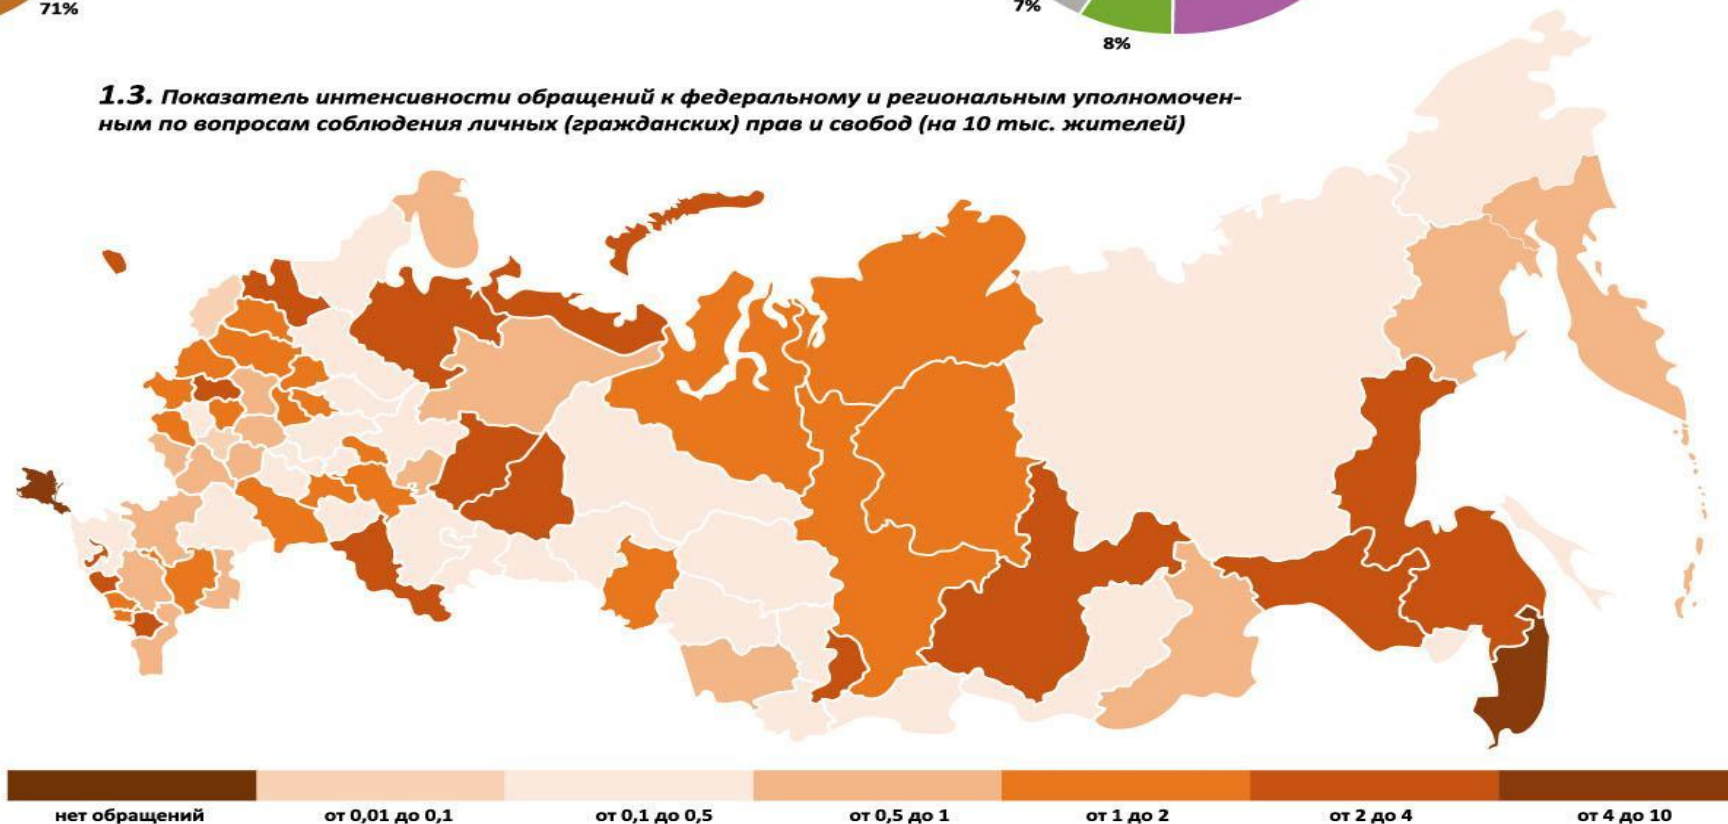 71%
7%
8%
1.3. Показатель интенсивности обращений к федеральному и региональным уполномочен-
ным по вопросам соблюдения личных (гражданских) прав и свобод (на 10 тыс. жителей)
нет обращений
от 0,01 до 0,1
от 0,1 до 0,5
от 0,5 до 1
от 1 до 2
от 2 до 4
от 4 до 10